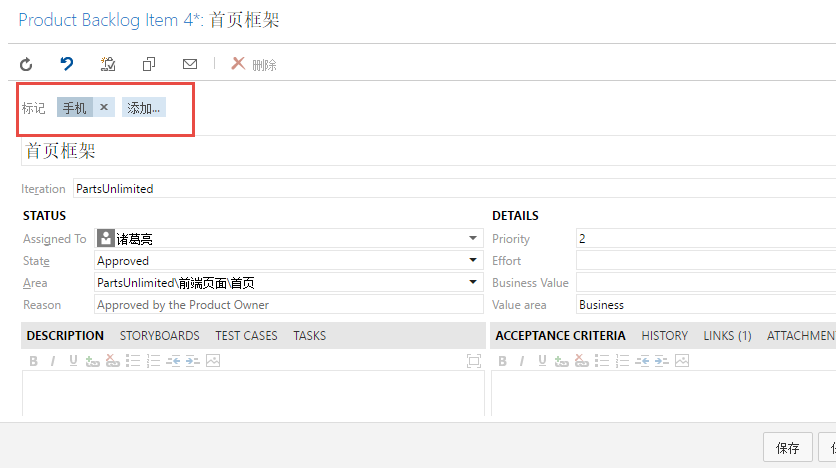 Product Backlog Item 4*: 首页框架
删除
标记 手机 × 添加...
首页框架
Iteration PartsUnlimited
STATUS
Assigned To 诸葛亮
State Approved
Area PartsUnlimited\前端页面\首页
Reason Approved by the Product Owner
DETAILS
Priority 2
Effort
Business Value
Value area Business
DESCRIPTION STORYBOARDS TEST CASES TASKS
B I U
ACCEPTANCE CRITERIA HISTORY LINKS (1) ATTACHMEN
B I U
保存